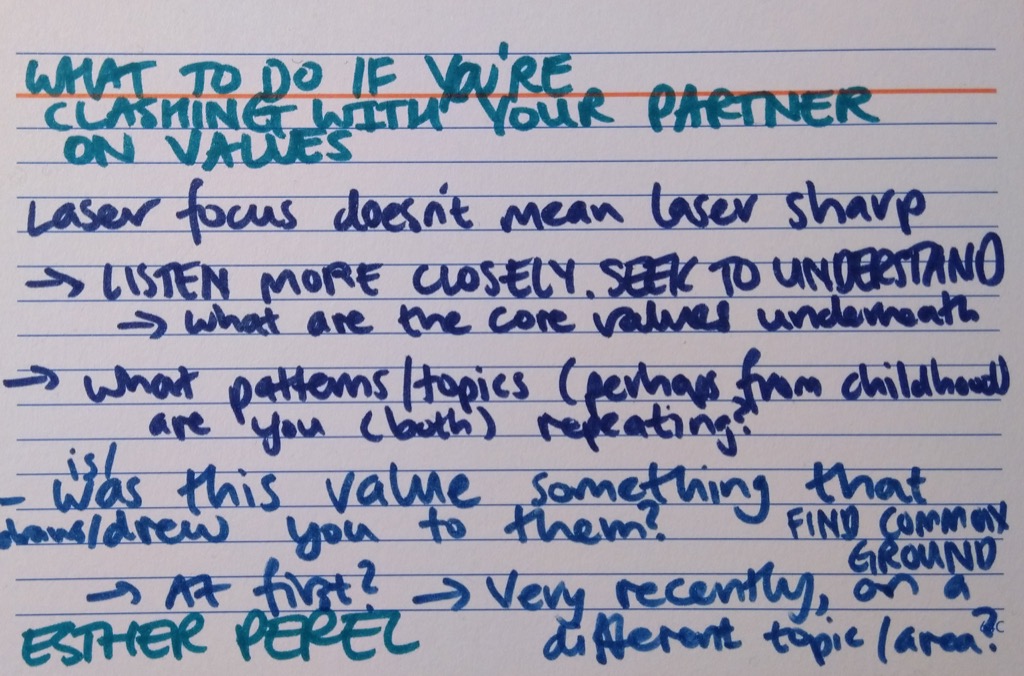 WHAT TO DO IF YOU'RE
CLASHING WITH YOUR PARTNER
ON VALUES
Laser focus doesn't mean laser sharp
→ LISTEN MORE CLOSELY. SEEK TO UNDERSTAND
→ What are the core values underneath
→ what patterns/topics (perhaps from childhood)
are you (both) repeating?
is/
- was this value something that
draws/drew you to them?
FIND COMMON
GROUND
→ AT first? → Very recently, on a
different topic/area?
ESTHER PEREL